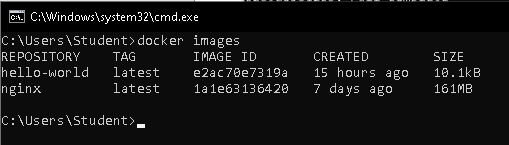 C:\Windows\system32\cmd.exe
C:\Users\Student>docker images
REPOSITORY TAG IMAGE ID CREATED SIZE
hello-world latest e2ac70e7319a 15 hours ago 10.1kB
nginx latest 1a1e63136420 7 days ago 161MB
C:\Users\Student>